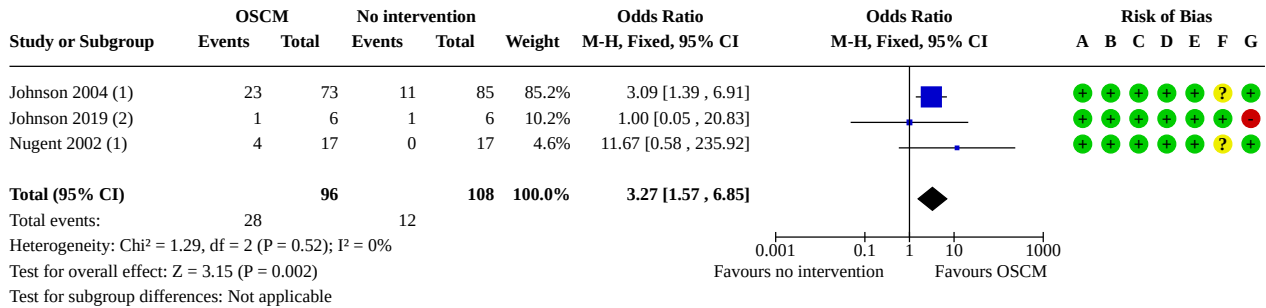 OSCM No intervention Odds Ratio Odds Ratio Risk of Bias
Study or Subgroup Events Total Events Total Weight M-H, Fixed, 95% CI M-H, Fixed, 95% CI A B C D E F G
Johnson 2004 (1) 23 73 11 85 85.2% 3.09 [1.39 , 6.91] + + + + + ? +
Johnson 2019 (2) 1 6 1 6 10.2% 1.00 [0.05 , 20.83] + + + + + + -
Nugent 2002 (1) 4 17 0 17 4.6% 11.67 [0.58 , 235.92] + + + + + ? +
Total (95% CI) 96 108 100.0% 3.27 [1.57 , 6.85]
Total events: 28 12
Heterogeneity: Chi² = 1.29, df = 2 (P = 0.52); I² = 0%
0.001 0.1 1 10 1000
Test for overall effect: Z = 3.15 (P = 0.002)
Favours no intervention Favours OSCM
Test for subgroup differences: Not applicable